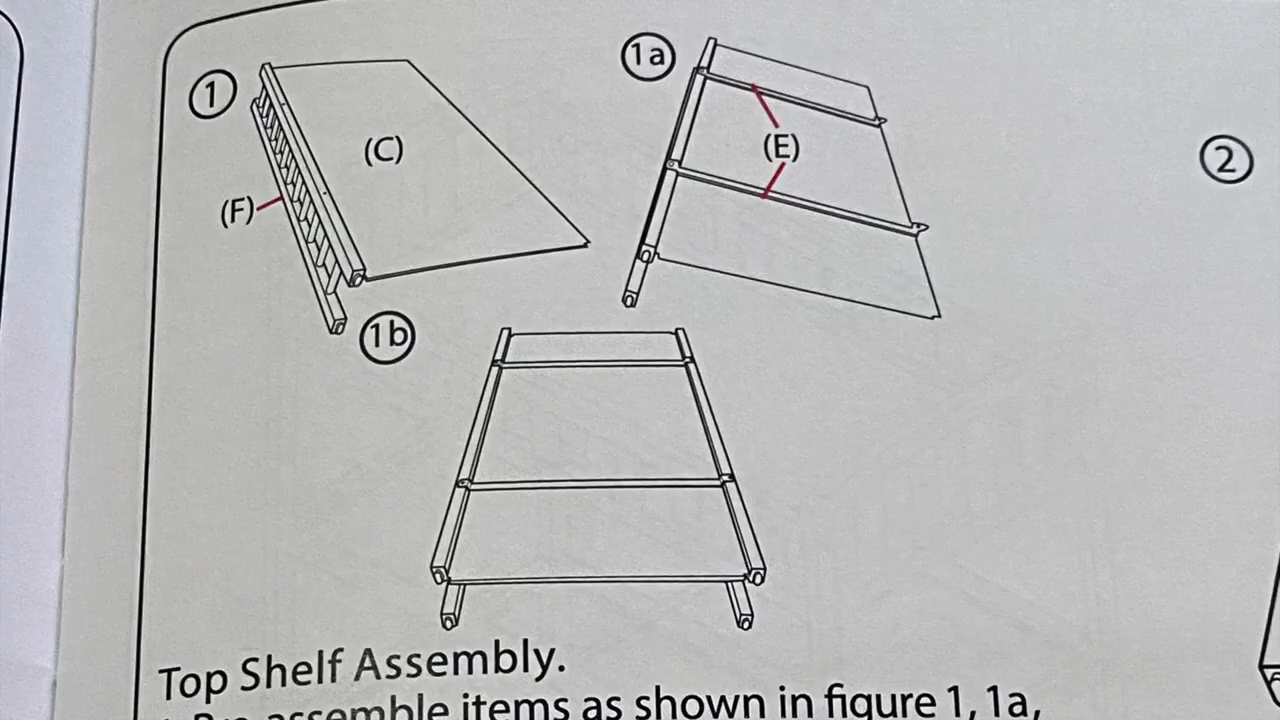 1
1a
(C)
(E)
(F)
2
1b
Top Shelf Assembly.
assemble items as shown in figure 1, 1a,